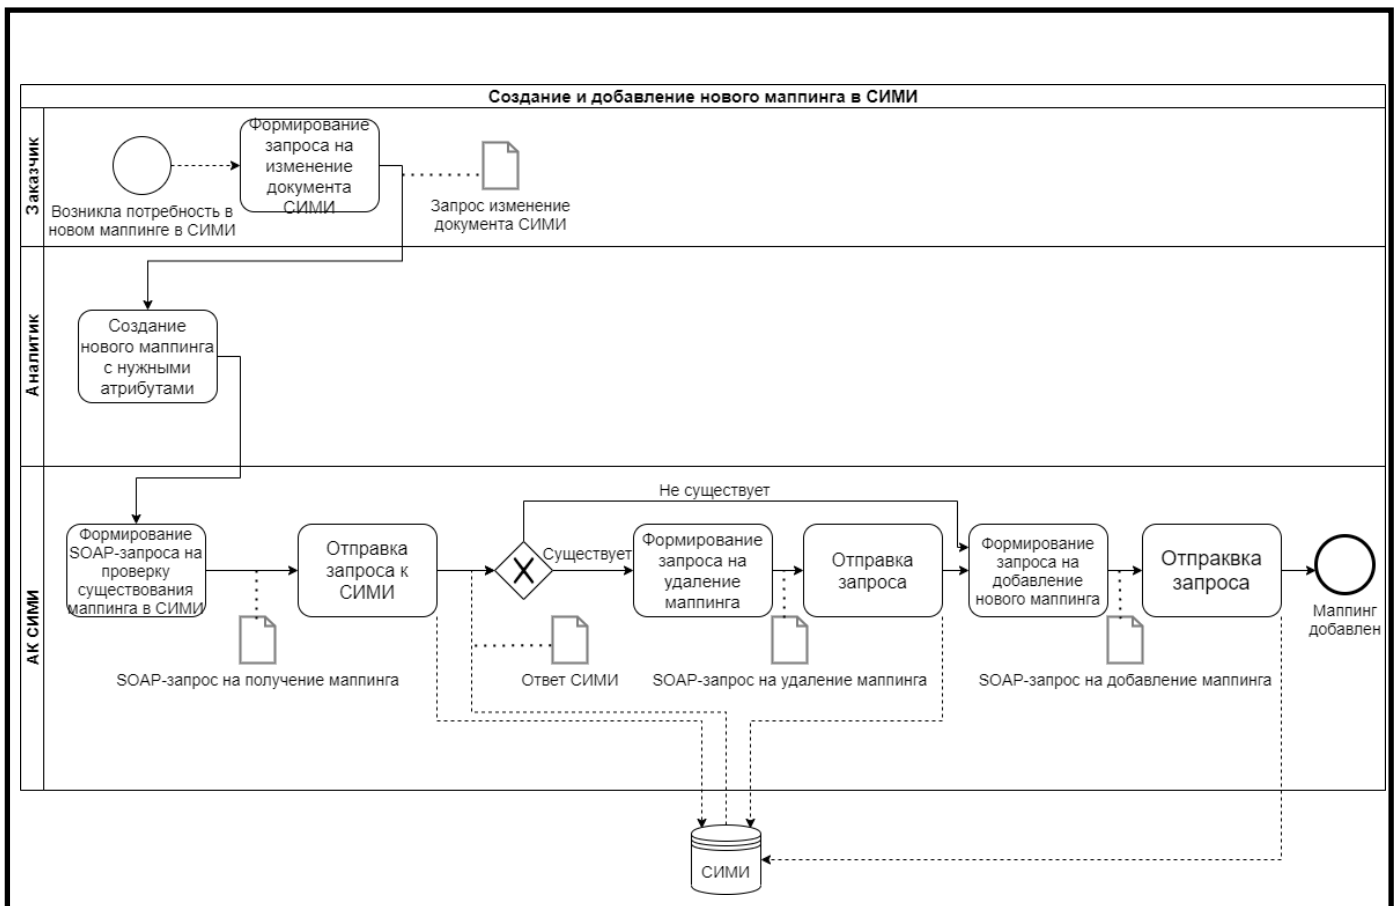 Создание и добавление нового маппинга в СИМИ
Заказчик
Возникла потребность в
новом маппинге в СИМИ
Формирование
запроса на
изменение
документа
СИМИ
Запрос изменение
документа СИМИ
Аналитик
Создание
нового маппинга
с нужными
атрибутами
АК СИМИ
Формирование
SOAP-запроса на
проверку
существования
маппинга в СИМИ
SOAP-запрос на получение маппинга
Отправка
запроса к
СИМИ
Не существует
Существует
Ответ СИМИ
Формирование
запроса на
удаление
маппинга
SOAP-запрос на удаление маппинга
Отправка
запроса
Формирование
запроса на
добавление
нового маппинга
SOAP-запрос на добавление маппинга
Отпраквка
запроса
Маппинг
добавлен
СИМИ